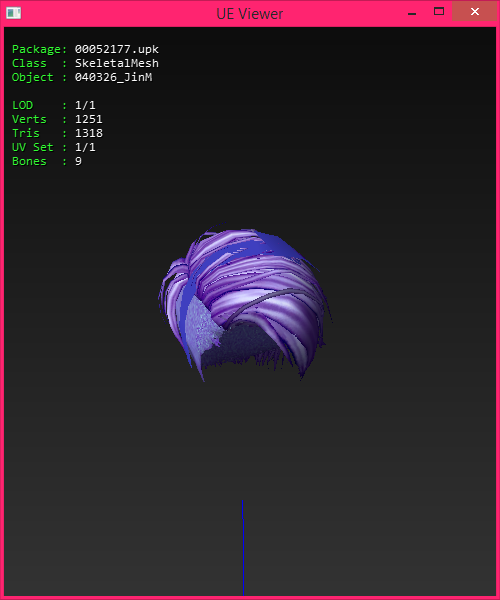 UE Viewer
Package: 00052177.upk
Class : SkeletalMesh
Object : 040326_JinM
LOD : 1/1
Verts : 1251
Tris : 1318
UV Set : 1/1
Bones : 9